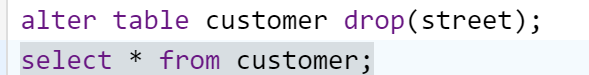 alter table customer drop(street);
select * from customer;